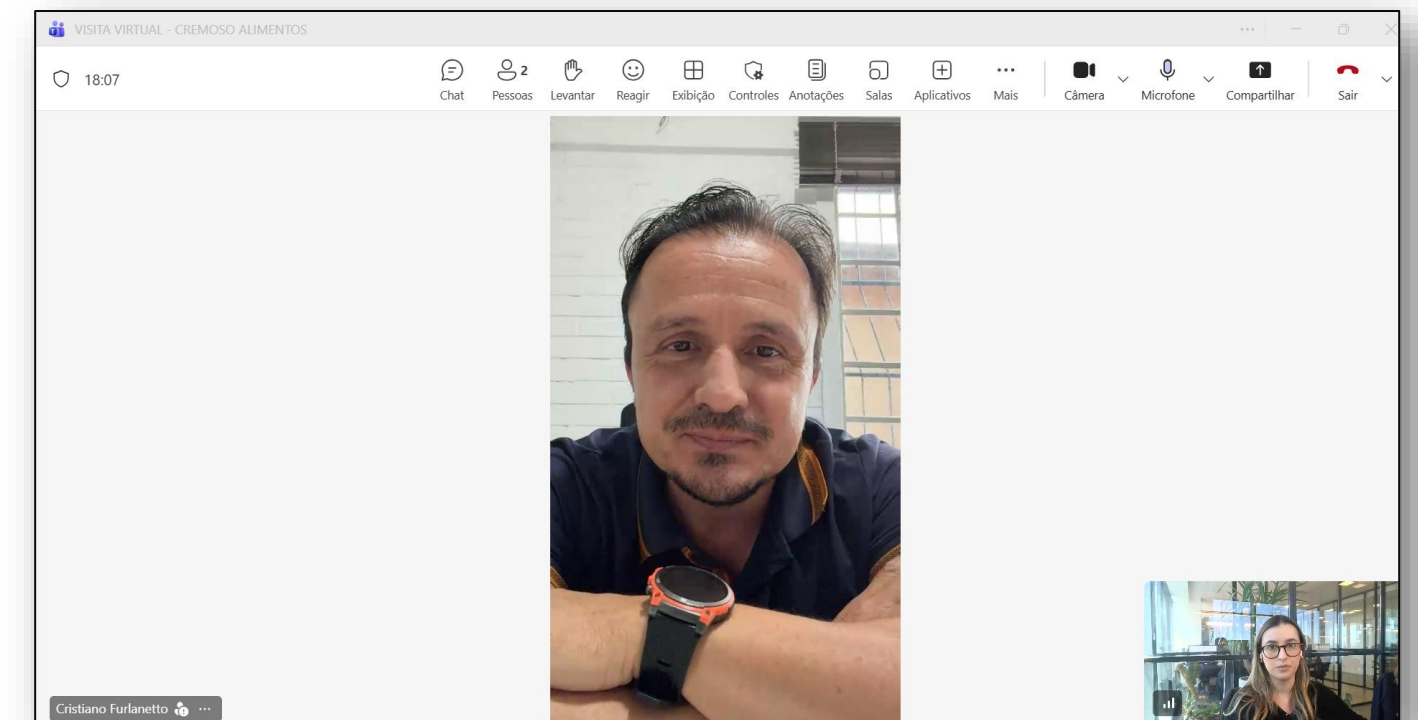 VISITA VIRTUAL - CREMOSO ALIMENTOS
18:07
2
Chat Pessoas Levantar Reagir Exibição Controles Anotações Salas Aplicativos Mais Câmera Microfone Compartilhar Sair
Cristiano Furlanetto